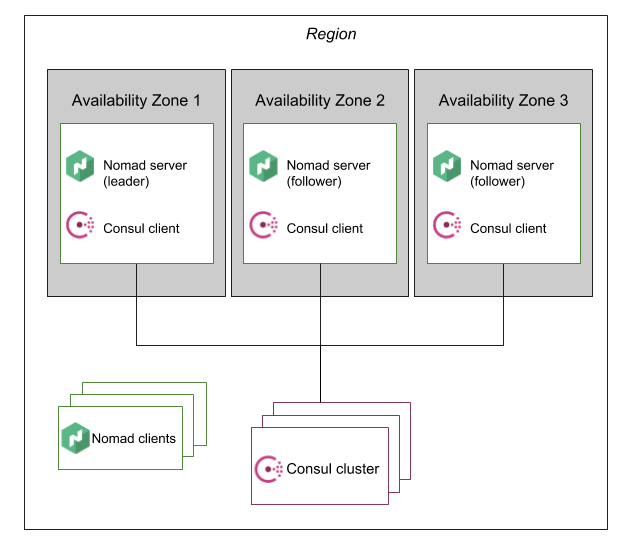 Region
Availability Zone 1
Availability Zone 2
Availability Zone 3
Nomad server
(leader)
Consul client
Nomad server
(follower)
Consul client
Nomad server
(follower)
Consul client
Nomad clients
Consul cluster